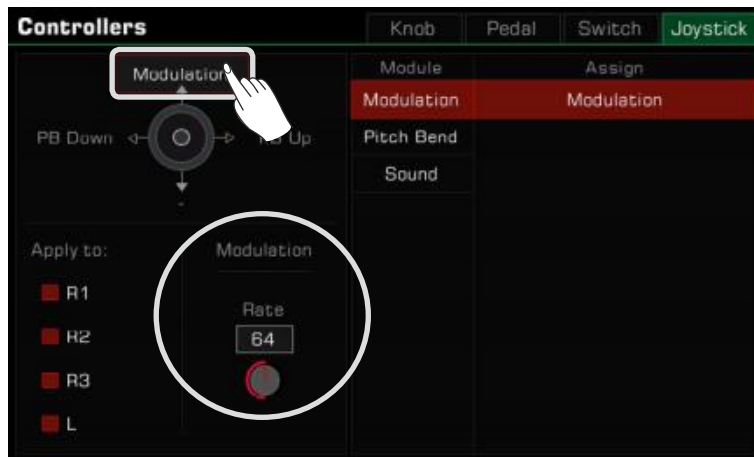 Controllers
Knob Pedal Switch Joystick
Module Assign
Modulation
Modulation Modulation
PB Down Up
Pitch Bend
Sound
-
Apply to: Modulation
R1
Rate
R2 64
R3
L